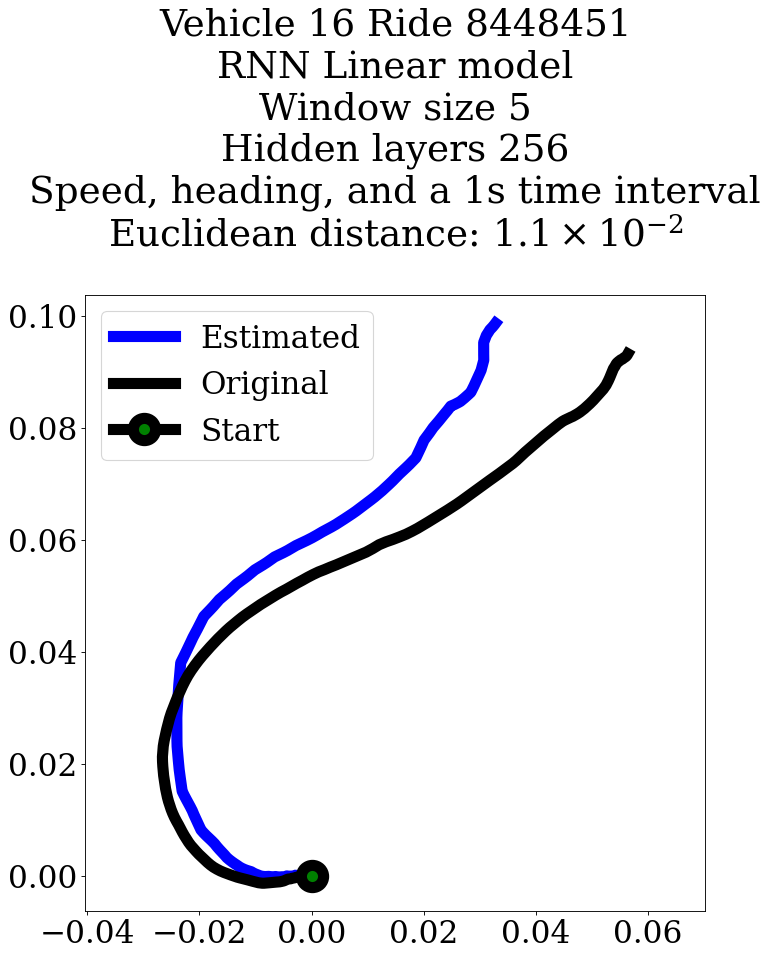 Vehicle 16 Ride 8448451
RNN Linear model
Window size 5
Hidden layers 256
Speed, heading, and a 1s time interval
Euclidean distance: 1.1 × 10⁻²
Estimated
Original
Start
0.10
0.08
0.06
0.04
0.02
0.00
−0.04 −0.02 0.00 0.02 0.04 0.06